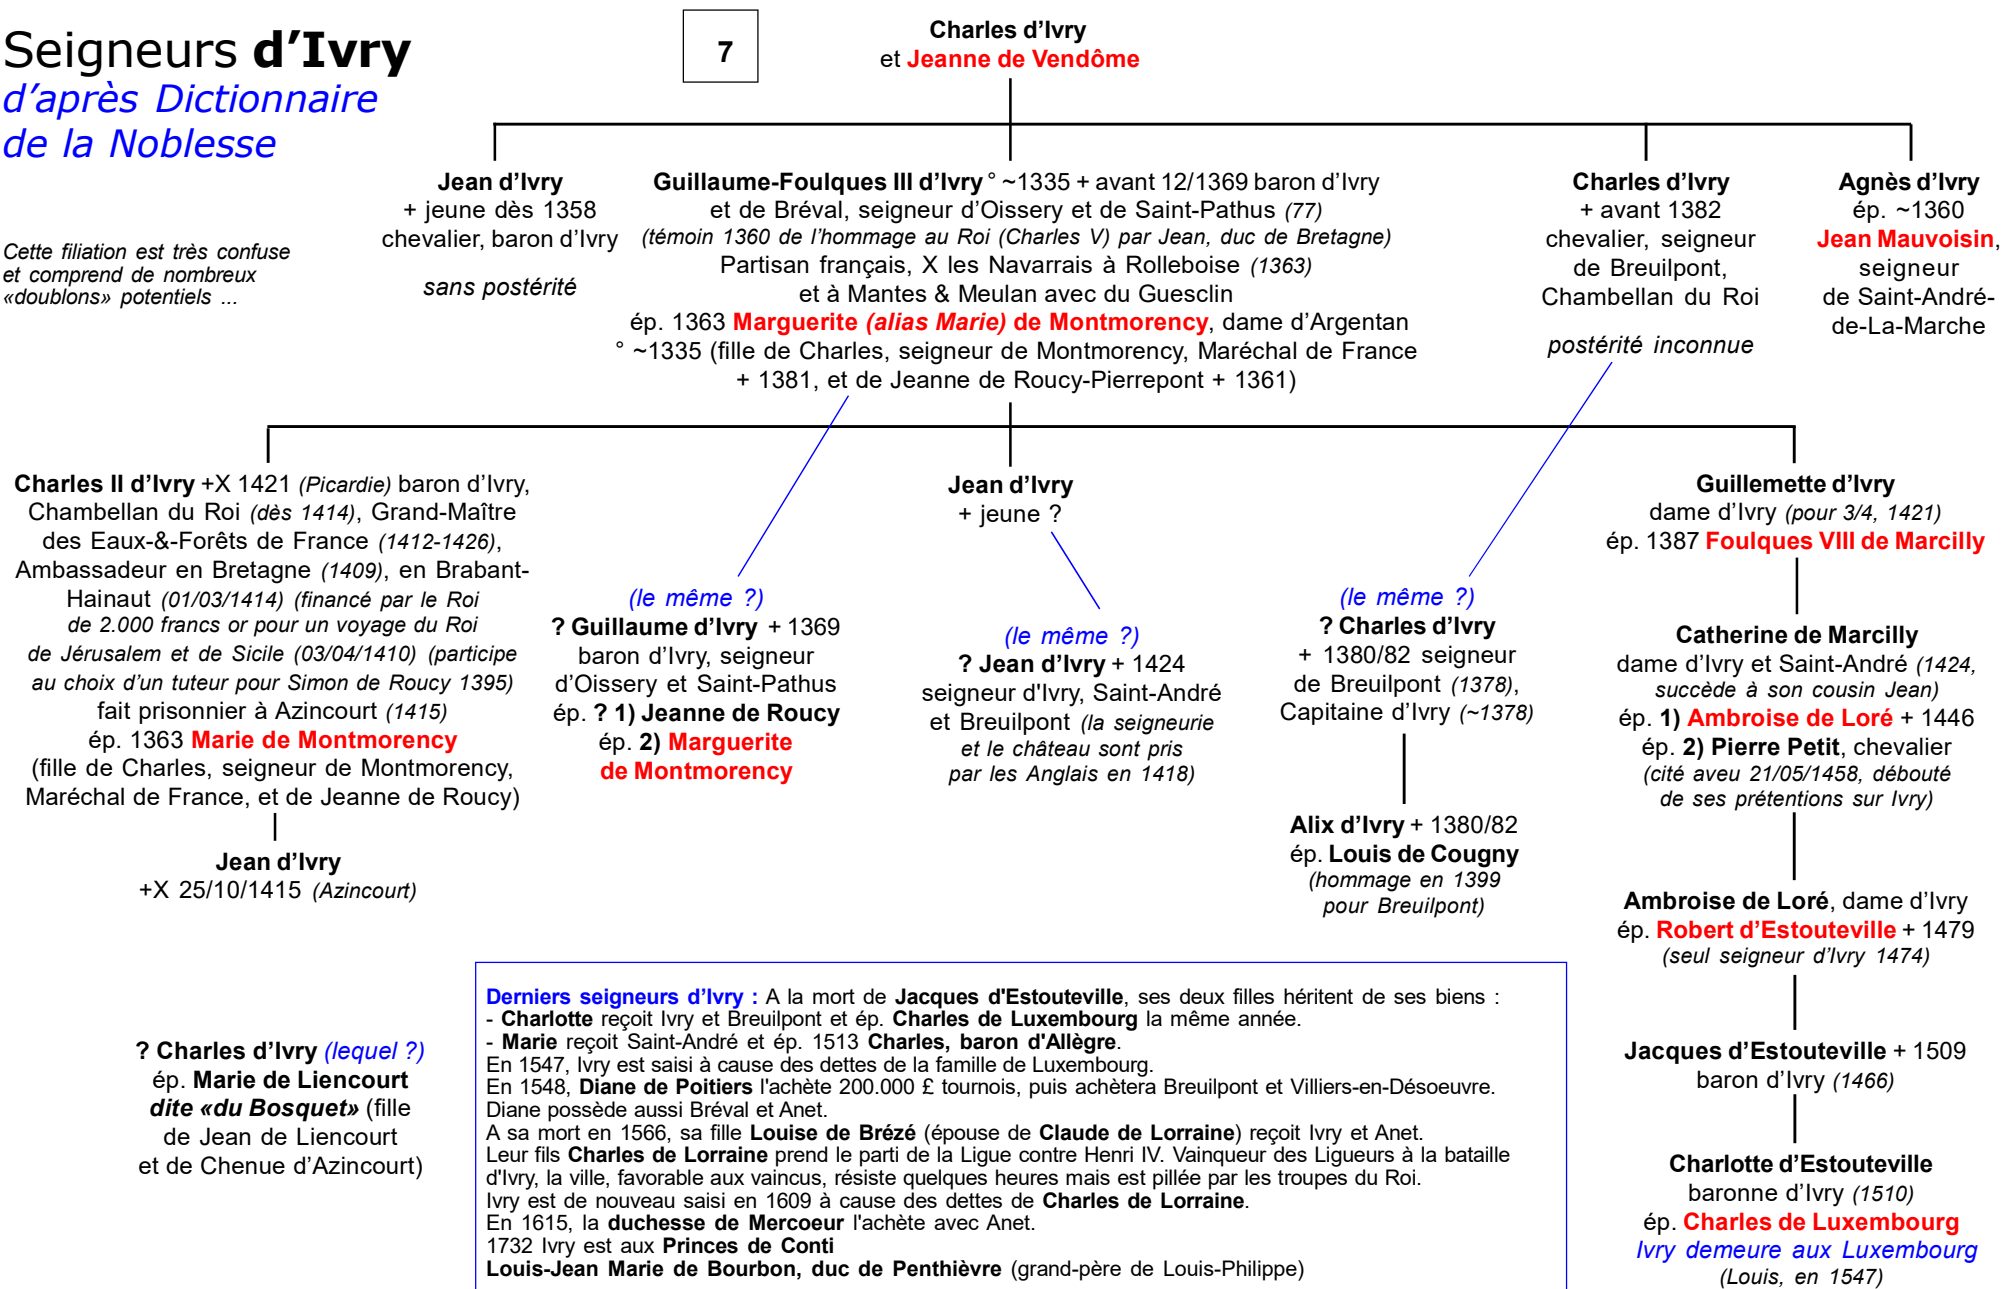 Seigneurs d'Ivry
d'après Dictionnaire
de la Noblesse
Cette filiation est très confuse
et comprend de nombreux
«doublons» potentiels ...
7
Charles d'Ivry
et Jeanne de Vendôme
Jean d'Ivry
+ jeune dès 1358
chevalier, baron d'Ivry
sans postérité
Guillaume-Foulques III d'Ivry ° ~1335 + avant 12/1369 baron d'Ivry
et de Bréval, seigneur d'Oissery et de Saint-Pathus (77)
(témoin 1360 de l'hommage au Roi (Charles V) par Jean, duc de Bretagne)
Partisan français, X les Navarrais à Rolleboise (1363)
et à Mantes & Meulan avec du Guesclin
ép. 1363 Marguerite (alias Marie) de Montmorency, dame d'Argentan
° ~1335 (fille de Charles, seigneur de Montmorency, Maréchal de France
+ 1381, et de Jeanne de Roucy-Pierrepont + 1361)
Charles d'Ivry
+ avant 1382
chevalier, seigneur
de Breuilpont,
Chambellan du Roi
postérité inconnue
Agnès d'Ivry
ép. ~1360
Jean Mauvoisin,
seigneur
de Saint-André-
de-La-Marche
Charles II d'Ivry +X 1421 (Picardie) baron d'Ivry,
Chambellan du Roi (dès 1414), Grand-Maître
des Eaux-&-Forêts de France (1412-1426),
Ambassadeur en Bretagne (1409), en Brabant-
Hainaut (01/03/1414) (financé par le Roi
de 2.000 francs or pour un voyage du Roi
de Jérusalem et de Sicile (03/04/1410) (participe
au choix d'un tuteur pour Simon de Roucy 1395)
fait prisonnier à Azincourt (1415)
ép. 1363 Marie de Montmorency
(fille de Charles, seigneur de Montmorency,
Maréchal de France, et de Jeanne de Roucy)
Jean d'Ivry
+X 25/10/1415 (Azincourt)
(le même ?)
? Guillaume d'Ivry + 1369
baron d'Ivry, seigneur
d'Oissery et Saint-Pathus
ép. ? 1) Jeanne de Roucy
ép. 2) Marguerite
de Montmorency
Jean d'Ivry
+ jeune ?
(le même ?)
? Jean d'Ivry + 1424
seigneur d'Ivry, Saint-André
et Breuilpont (la seigneurie
et le château sont pris
par les Anglais en 1418)
(le même ?)
? Charles d'Ivry
+ 1380/82 seigneur
de Breuilpont (1378),
Capitaine d'Ivry (~1378)
Alix d'Ivry + 1380/82
ép. Louis de Cougny
(hommage en 1399
pour Breuilpont)
Guillemette d'Ivry
dame d'Ivry (pour 3/4, 1421)
ép. 1387 Foulques VIII de Marcilly
Catherine de Marcilly
dame d'Ivry et Saint-André (1424,
succède à son cousin Jean)
ép. 1) Ambroise de Loré + 1446
ép. 2) Pierre Petit, chevalier
(cité aveu 21/05/1458, débouté
de ses prétentions sur Ivry)
Ambroise de Loré, dame d'Ivry
ép. Robert d'Estouteville + 1479
(seul seigneur d'Ivry 1474)
Jacques d'Estouteville + 1509
baron d'Ivry (1466)
Charlotte d'Estouteville
baronne d'Ivry (1510)
ép. Charles de Luxembourg
Ivry demeure aux Luxembourg
(Louis, en 1547)
? Charles d'Ivry (lequel ?)
ép. Marie de Liencourt
dite «du Bosquet» (fille
de Jean de Liencourt
et de Chenue d'Azincourt)
Derniers seigneurs d'Ivry : A la mort de Jacques d'Estouteville, ses deux filles héritent de ses biens :
- Charlotte reçoit Ivry et Breuilpont et ép. Charles de Luxembourg la même année.
- Marie reçoit Saint-André et ép. 1513 Charles, baron d'Allègre.
En 1547, Ivry est saisi à cause des dettes de la famille de Luxembourg.
En 1548, Diane de Poitiers l'achète 200.000 £ tournois, puis achètera Breuilpont et Villiers-en-Désoeuvre.
Diane possède aussi Bréval et Anet.
A sa mort en 1566, sa fille Louise de Brézé (épouse de Claude de Lorraine) reçoit Ivry et Anet.
Leur fils Charles de Lorraine prend le parti de la Ligue contre Henri IV. Vainqueur des Ligueurs à la bataille
d'Ivry, la ville, favorable aux vaincus, résiste quelques heures mais est pillée par les troupes du Roi.
Ivry est de nouveau saisi en 1609 à cause des dettes de Charles de Lorraine.
En 1615, la duchesse de Mercoeur l'achète avec Anet.
1732 Ivry est aux Princes de Conti
Louis-Jean Marie de Bourbon, duc de Penthièvre (grand-père de Louis-Philippe)